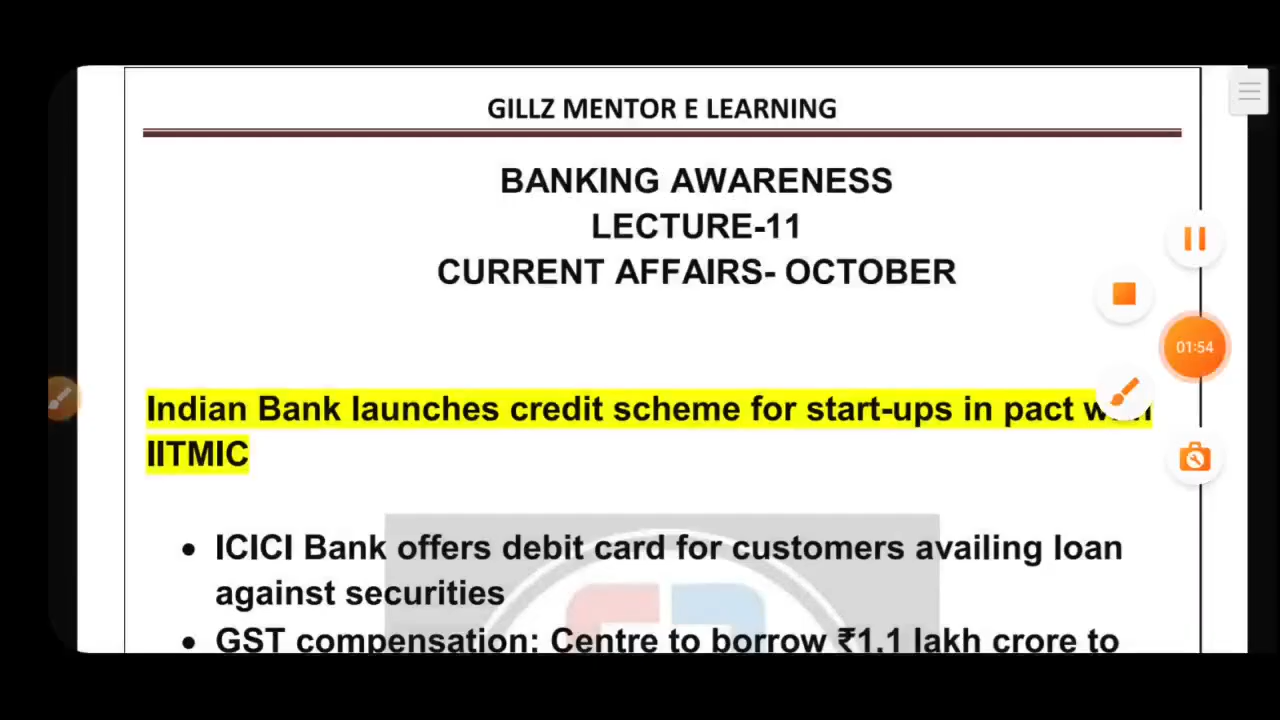 GILLZ MENTOR E LEARNING
BANKING AWARENESS
LECTURE-11
CURRENT AFFAIRS- OCTOBER
Indian Bank launches credit scheme for start-ups in pact
IITMIC
• ICICI Bank offers debit card for customers availing loan
against securities
• GST compensation: Centre to borrow ₹1.1 lakh crore to
01:54